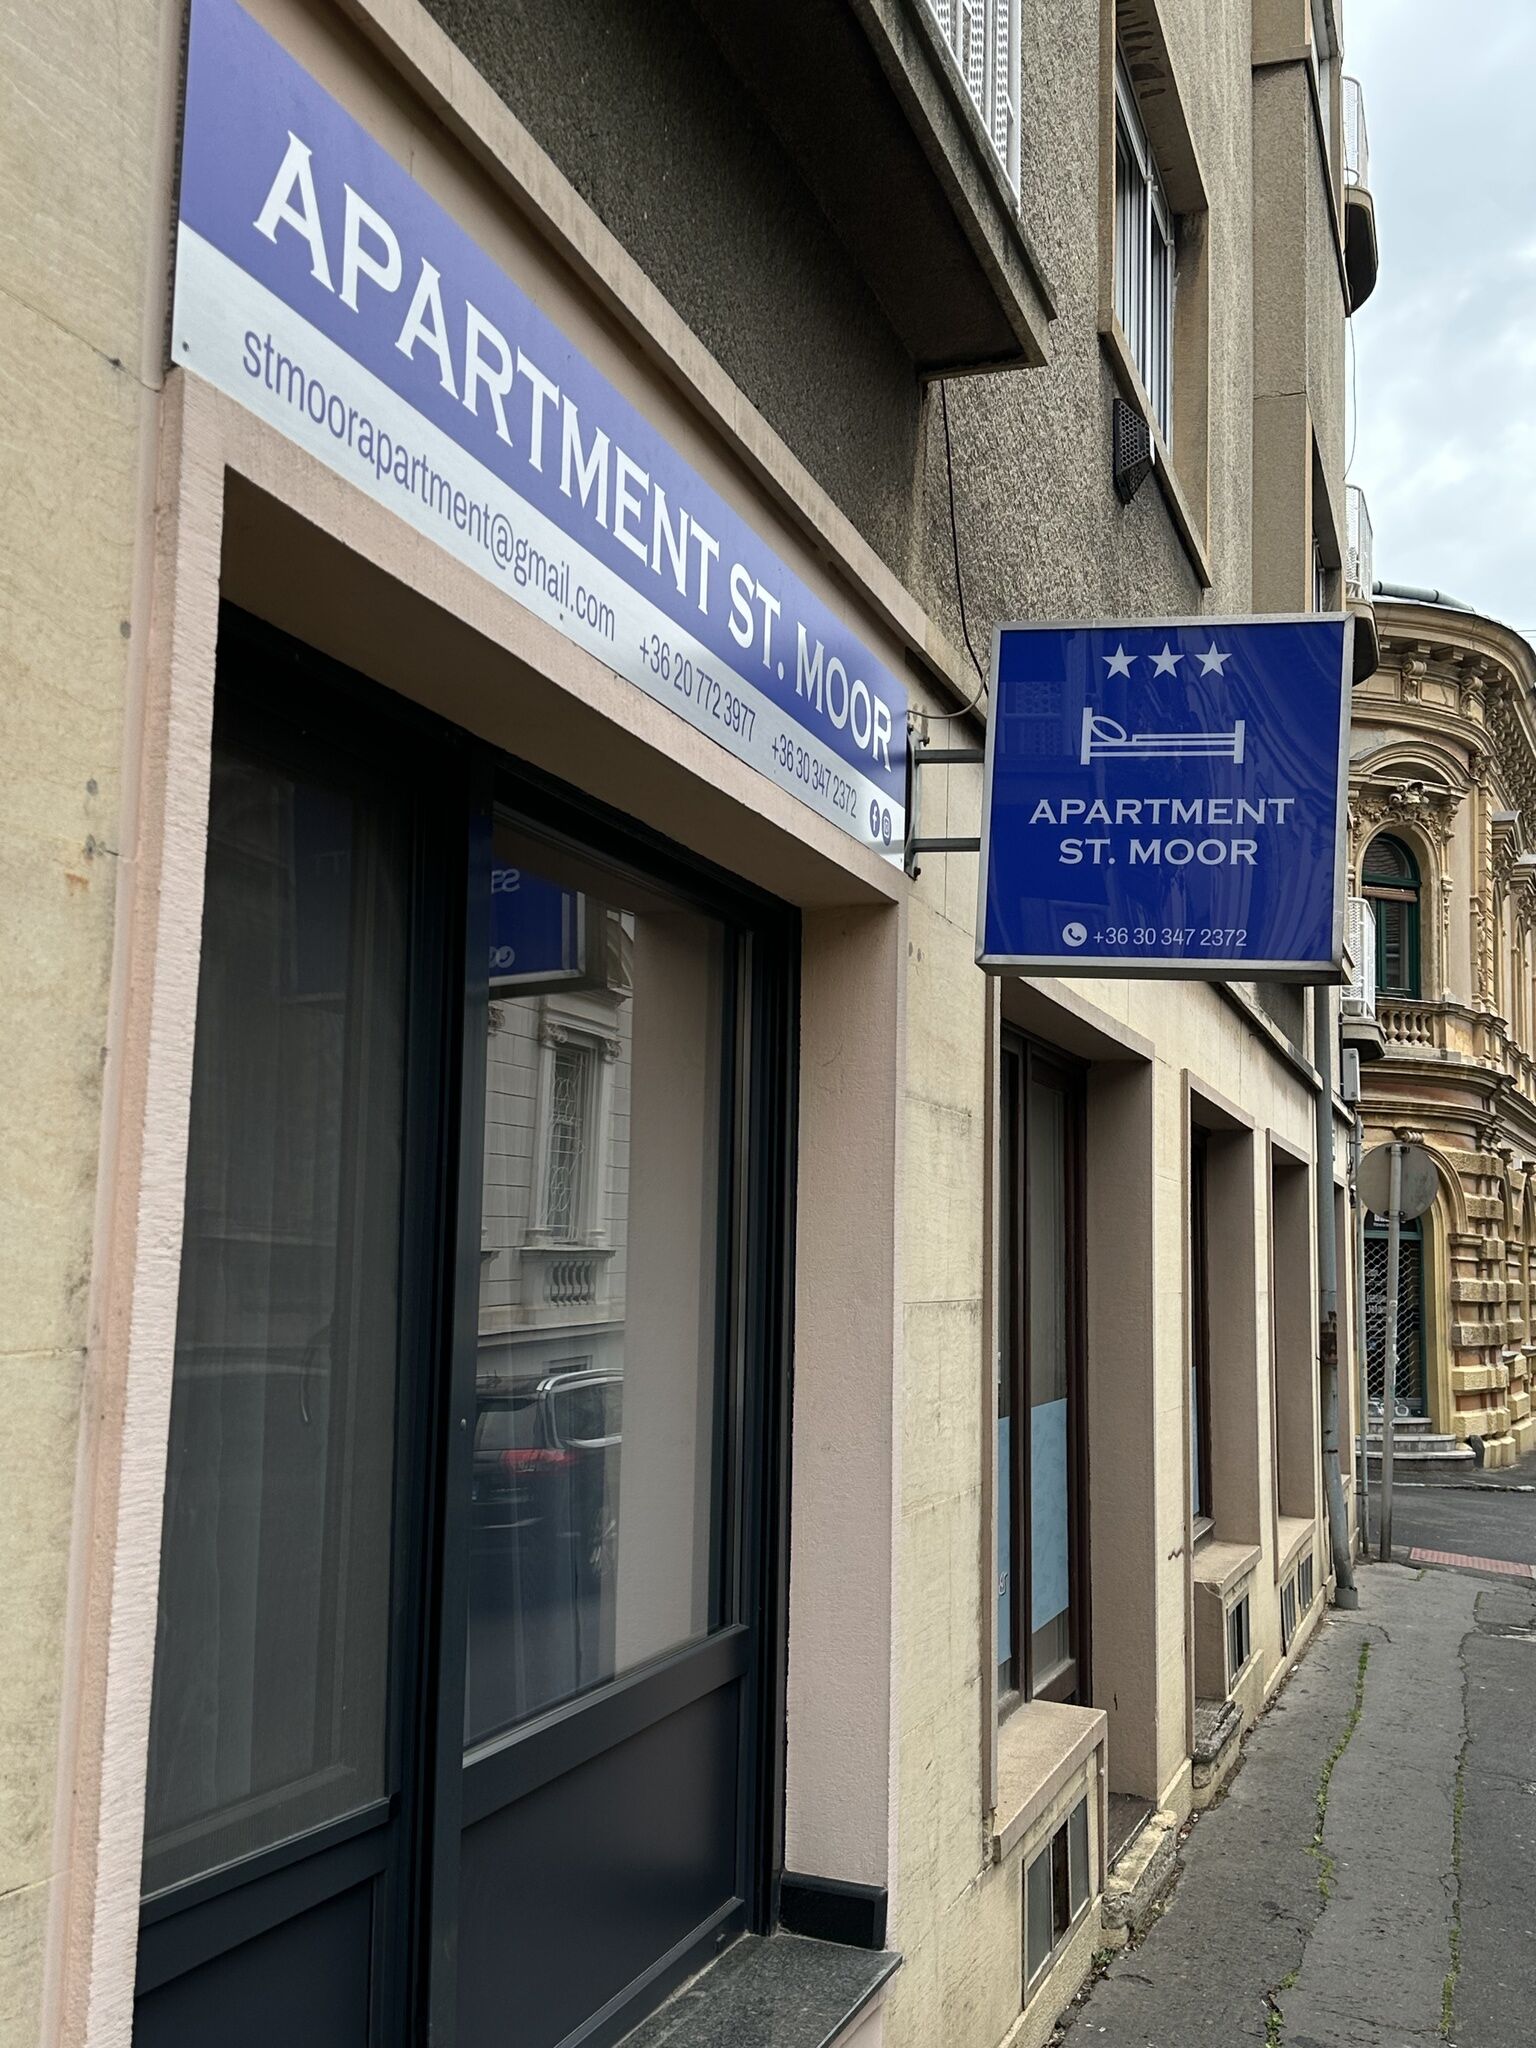 APARTMENT ST. MOOR
stmoorapartment@gmail.com +36 20 772 3977 +36 30 347 2372
APARTMENT
ST. MOOR
+36 30 347 2372